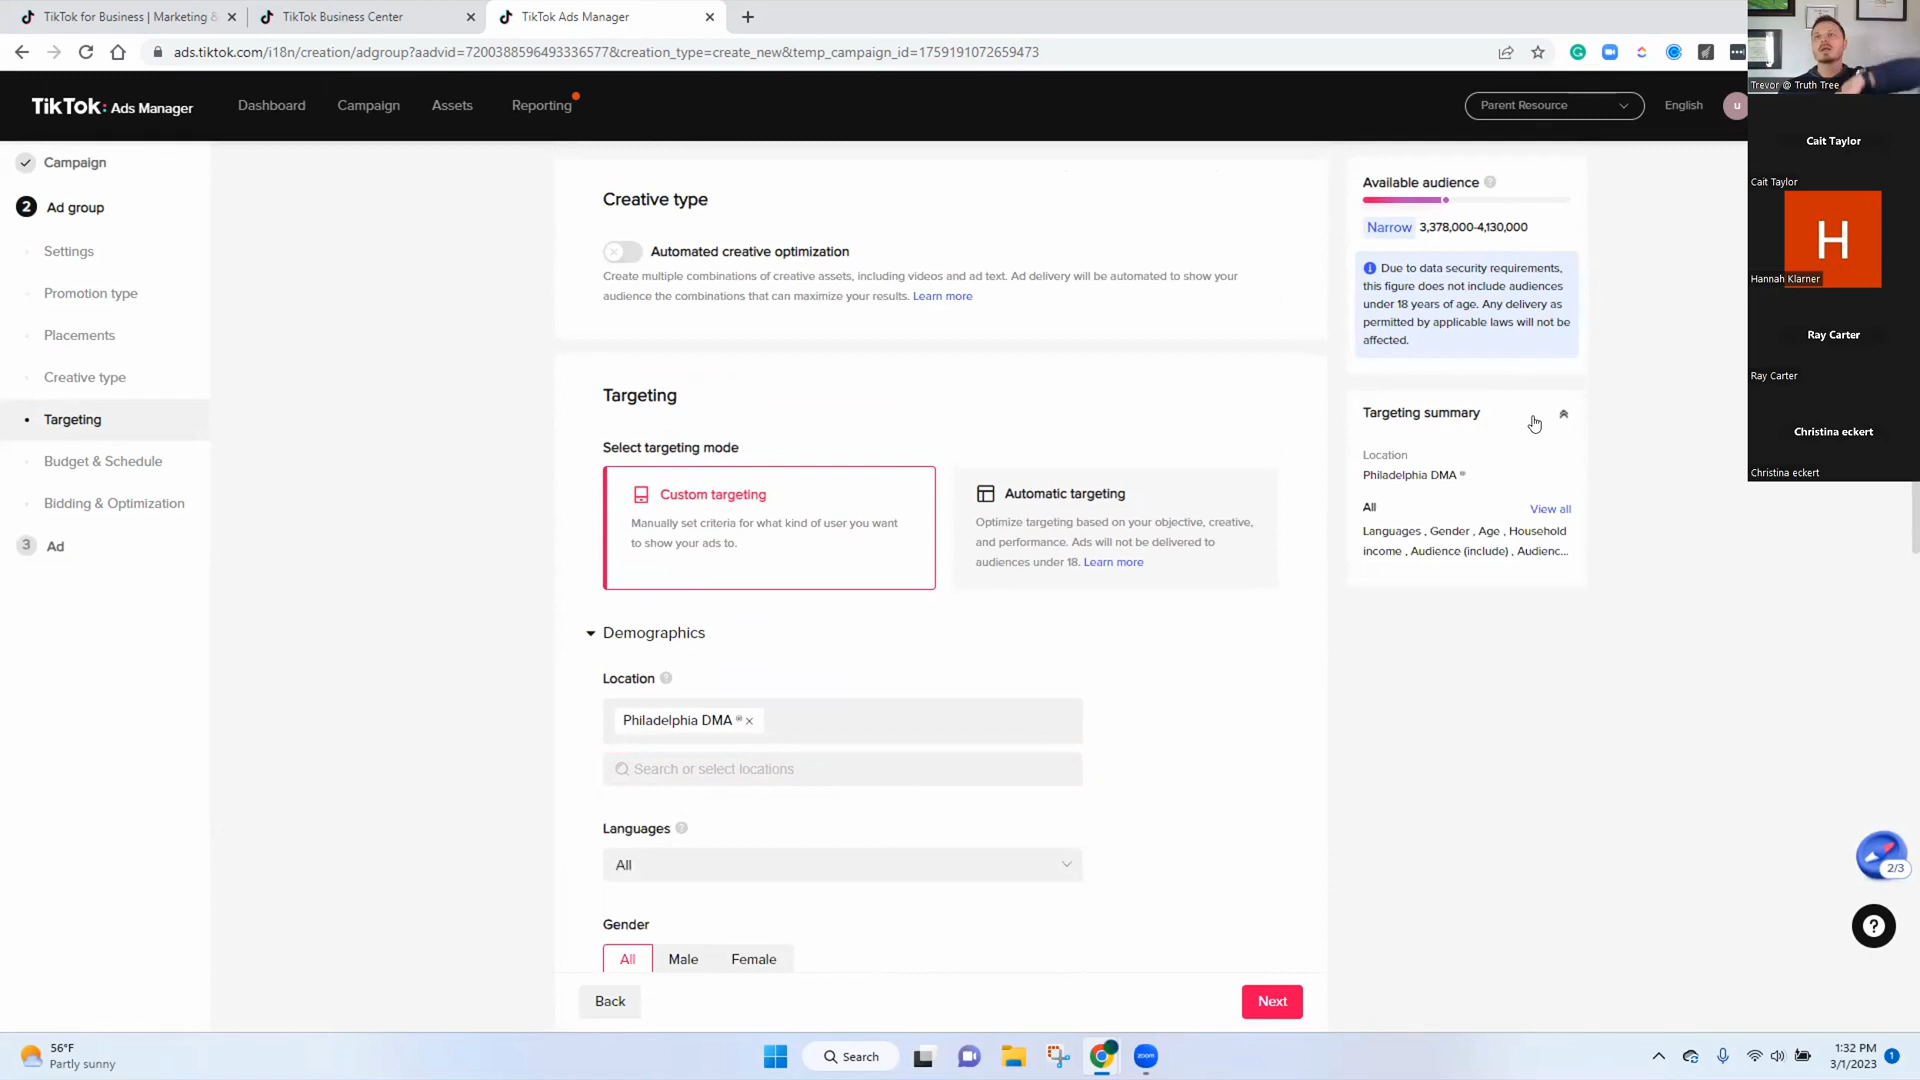 TikTok for Business | Marketing &
TikTok Business Center
TikTok Ads Manager
ads.tiktok.com/i18n/creation/adgroup?aadvid=7200388596493336577&creation_type=create_new&temp_campaign_id=1759191072659473
TikTok: Ads Manager
Dashboard
Campaign
Assets
Reporting
Parent Resource
English
u
Trevor @ Truth Tree
Cait Taylor
Cait Taylor
H
Hannah Klarner
Ray Carter
Ray Carter
Christina eckert
Christina eckert
Campaign
2 Ad group
Settings
Promotion type
Placements
Creative type
Targeting
Budget & Schedule
Bidding & Optimization
3 Ad
Creative type
Automated creative optimization
Create multiple combinations of creative assets, including videos and ad text. Ad delivery will be automated to show your
audience the combinations that can maximize your results. Learn more
Targeting
Select targeting mode
Custom targeting
Manually set criteria for what kind of user you want
to show your ads to.
Automatic targeting
Optimize targeting based on your objective, creative,
and performance. Ads will not be delivered to
audiences under 18. Learn more
Demographics
Location
Philadelphia DMA
Search or select locations
Languages
All
Gender
All Male Female
Back
Next
Available audience
Narrow 3,378,000-4,130,000
Due to data security requirements,
this figure does not include audiences
under 18 years of age. Any delivery as
permitted by applicable laws will not be
affected.
Targeting summary
Location
Philadelphia DMA
All View all
Languages , Gender , Age , Household
income , Audience (include) , Audienc...
2/3
?
56°F
Partly sunny
Search
zoom
1:32 PM
3/1/2023
1